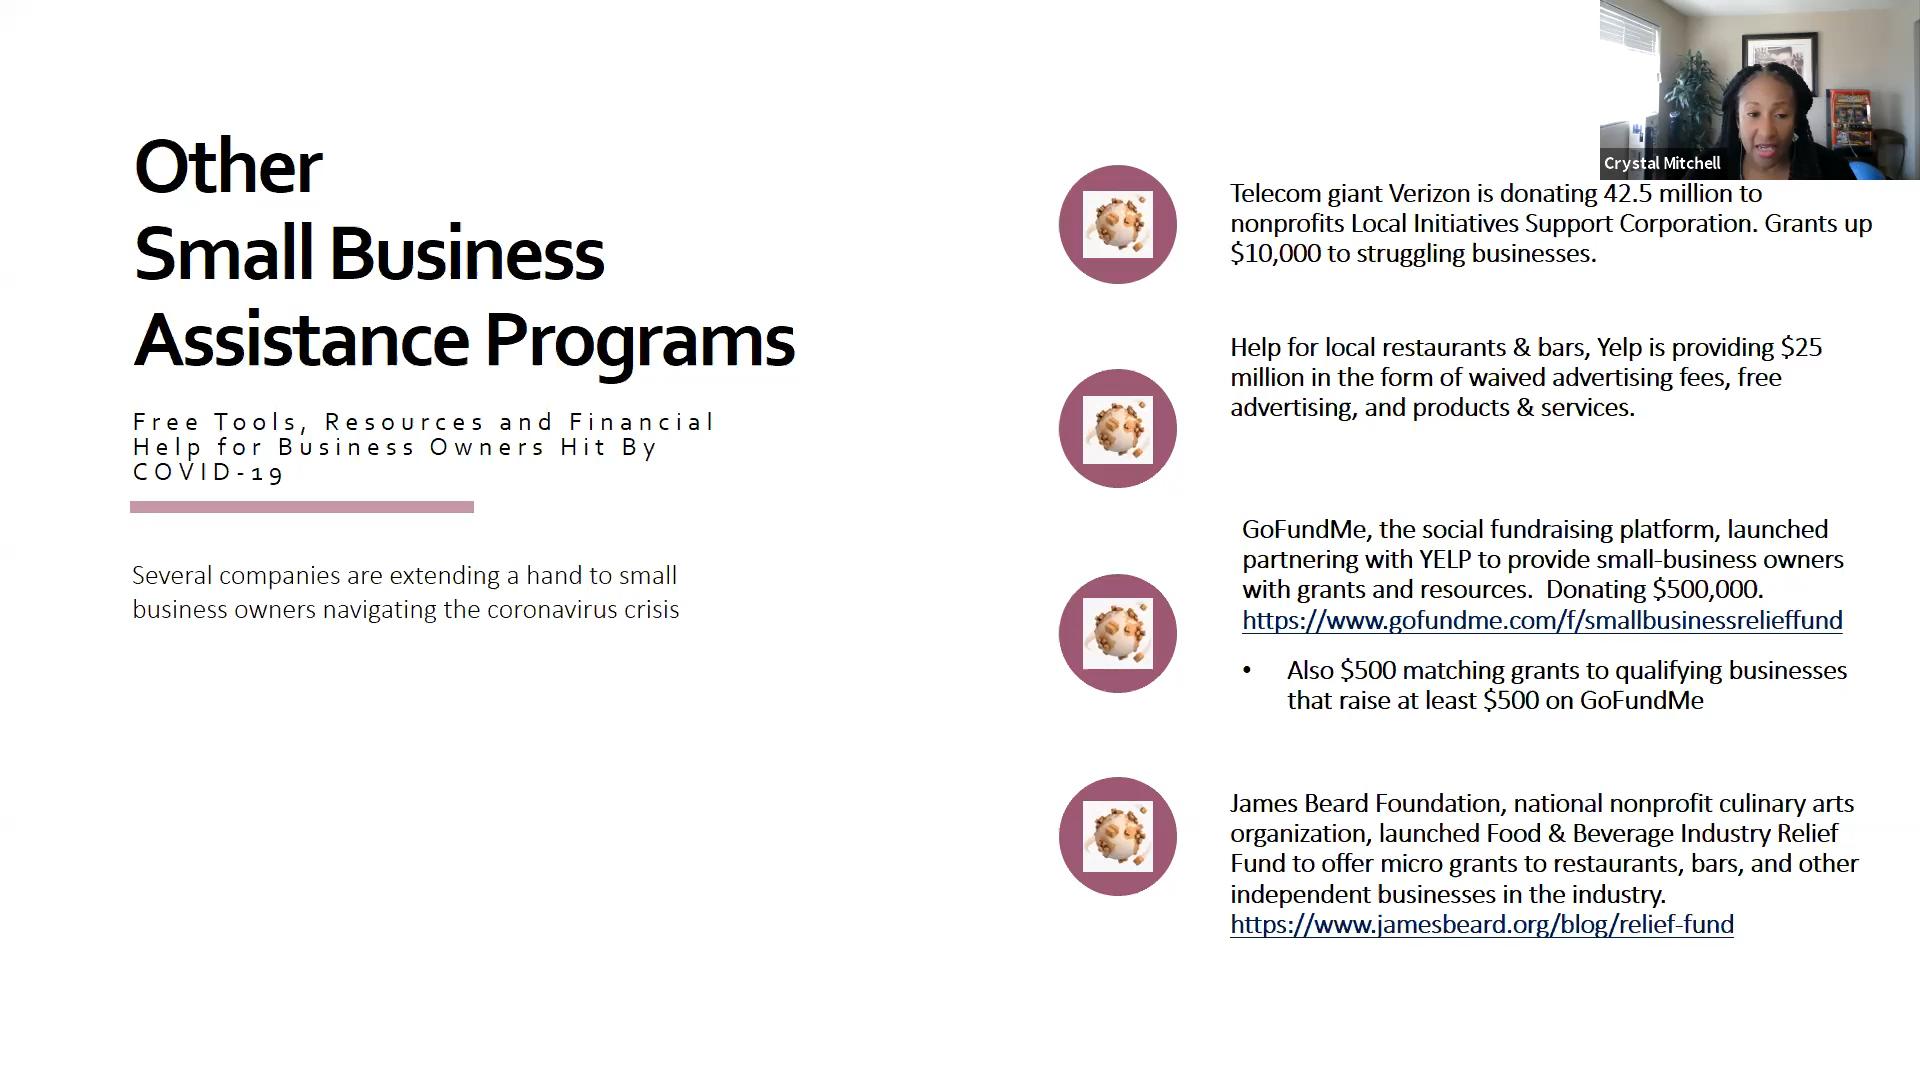 Other
Small Business
Assistance Programs
Free Tools, Resources and Financial
Help for Business Owners Hit By
COVID-19
Several companies are extending a hand to small
business owners navigating the coronavirus crisis
Crystal Mitchell
Telecom giant Verizon is donating 42.5 million to
nonprofits Local Initiatives Support Corporation. Grants up
$10,000 to struggling businesses.
Help for local restaurants & bars, Yelp is providing $25
million in the form of waived advertising fees, free
advertising, and products & services.
GoFundMe, the social fundraising platform, launched
partnering with YELP to provide small-business owners
with grants and resources.  Donating $500,000.
https://www.gofundme.com/f/smallbusinessrelieffund
• Also $500 matching grants to qualifying businesses
that raise at least $500 on GoFundMe
James Beard Foundation, national nonprofit culinary arts
organization, launched Food & Beverage Industry Relief
Fund to offer micro grants to restaurants, bars, and other
independent businesses in the industry.
https://www.jamesbeard.org/blog/relief-fund